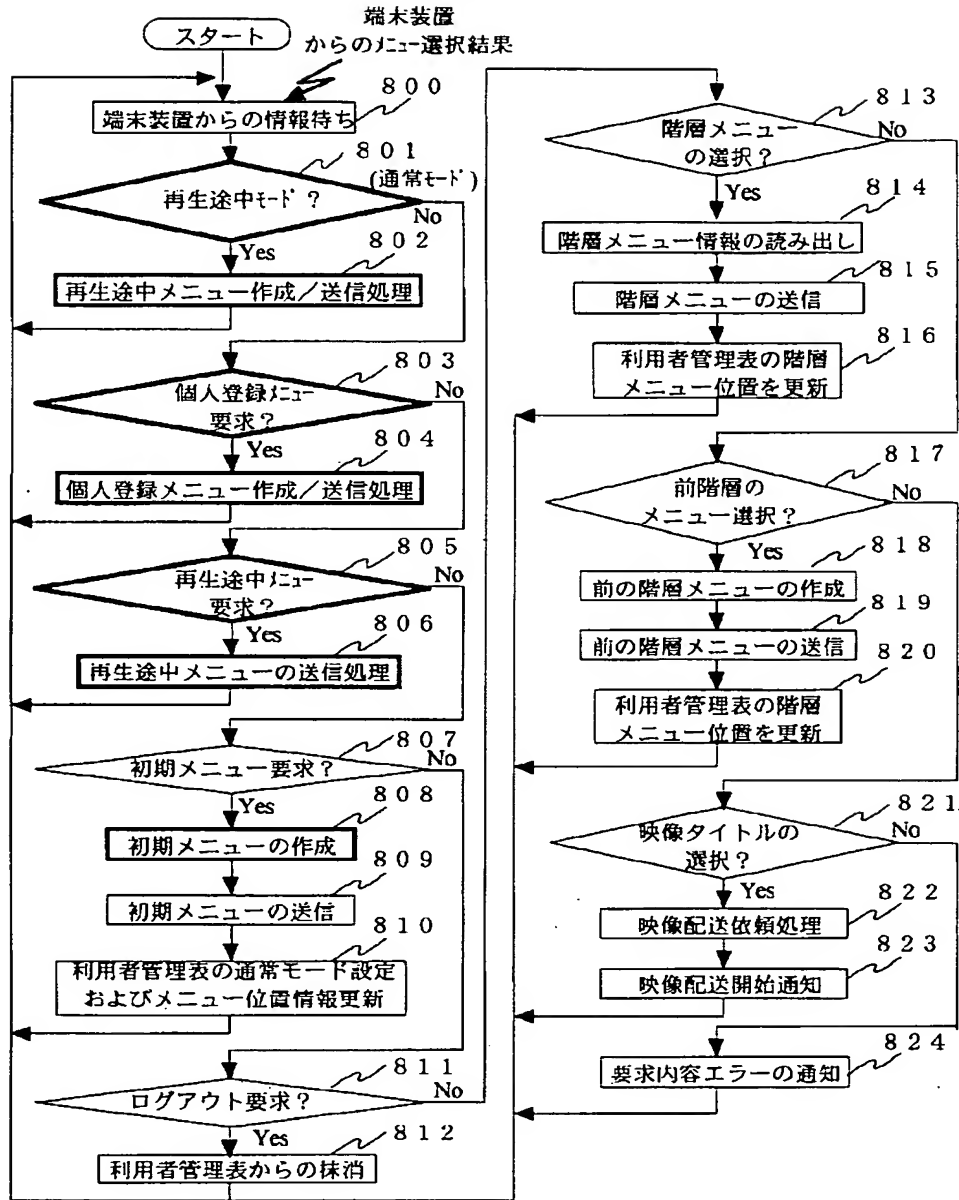 端末装置
からのメニュー選択結果
スタート
800
端末装置からの情報待ち
801
(通常モード)
再生途中モード？
No
Yes
802
再生途中メニュー作成／送信処理
803
個人登録メニュー
要求？
No
Yes
804
個人登録メニュー作成／送信処理
805
再生途中メニュー
要求？
No
Yes
806
再生途中メニューの送信処理
807
初期メニュー要求？
No
Yes
808
初期メニューの作成
809
初期メニューの送信
810
利用者管理表の通常モード設定
およびメニュー位置情報更新
811
ログアウト要求？
No
Yes
812
利用者管理表からの抹消
813
階層メニュー
の選択？
No
Yes
814
階層メニュー情報の読み出し
815
階層メニューの送信
816
利用者管理表の階層
メニュー位置を更新
817
前階層の
メニュー選択？
No
Yes
818
前の階層メニューの作成
819
前の階層メニューの送信
820
利用者管理表の階層
メニュー位置を更新
821
映像タイトルの
選択？
No
Yes
822
映像配送依頼処理
823
映像配送開始通知
824
要求内容エラーの通知